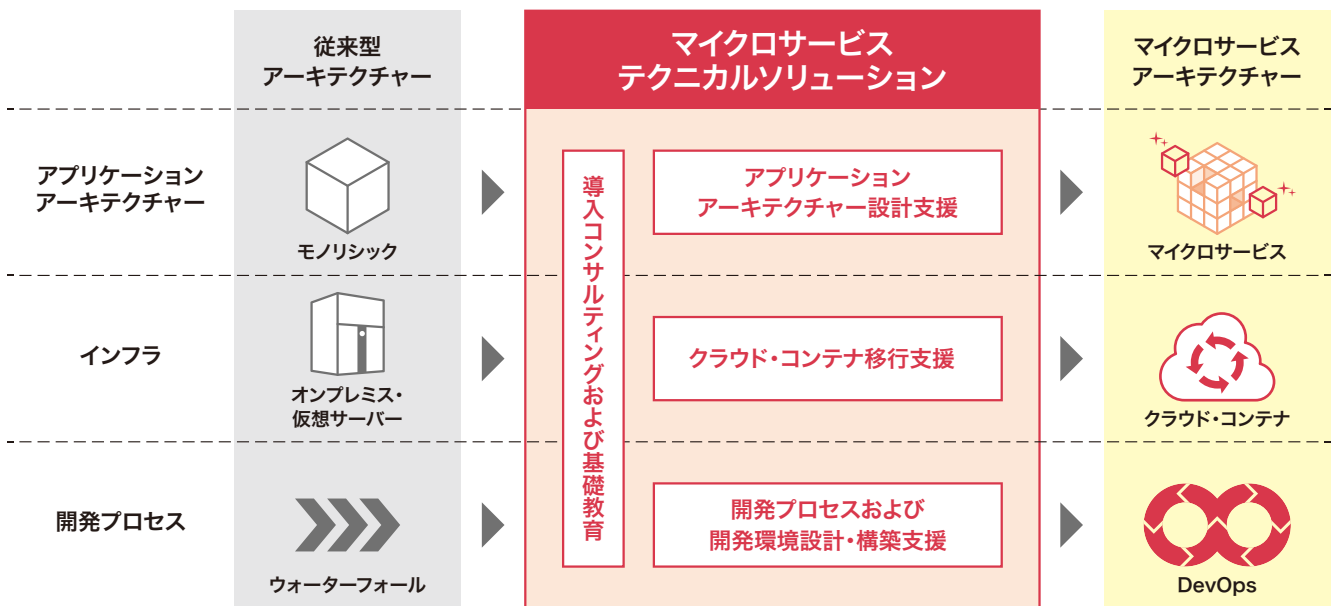 従来型
アーキテクチャー
マイクロサービス
テクニカルソリューション
マイクロサービス
アーキテクチャー
アプリケーション
アーキテクチャー
モノリシック
導入コンサルティングおよび基礎教育
アプリケーション
アーキテクチャー設計支援
マイクロサービス
インフラ
オンプレミス・
仮想サーバー
クラウド・コンテナ移行支援
クラウド・コンテナ
開発プロセス
ウォーターフォール
開発プロセスおよび
開発環境設計・構築支援
DevOps